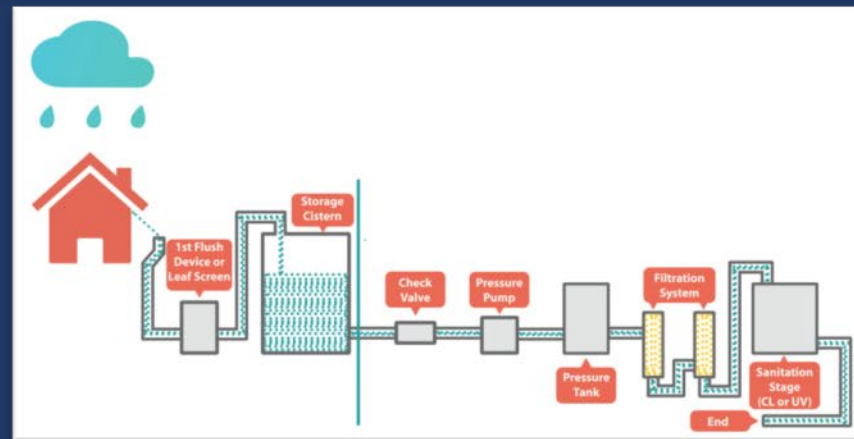 1st Flush
Device or
Leaf Screen
Storage
Cistern
Check
Valve
Pressure
Pump
Pressure
Tank
Filtration
System
Sanitation
Stage
(CL or UV)
End